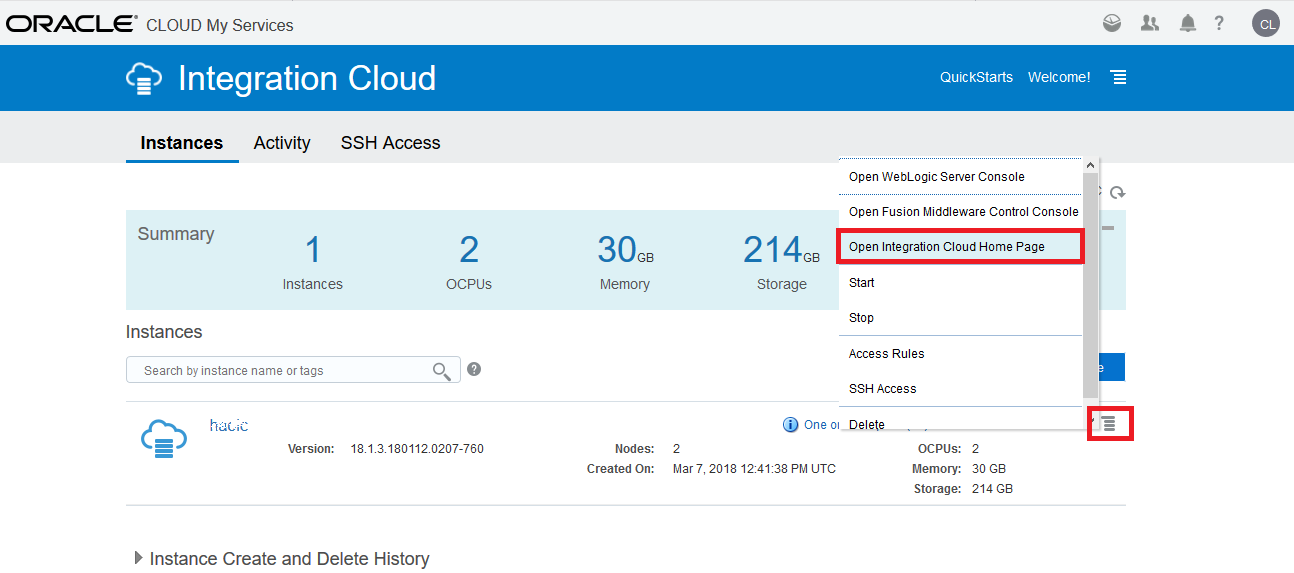 ORACLE® CLOUD My Services
? CL
Integration Cloud
QuickStarts Welcome!
Instances Activity SSH Access
Summary
1 2 30 GB 214 GB
Instances OCPUs Memory Storage
Open WebLogic Server Console
Open Fusion Middleware Control Console
Open Integration Cloud Home Page
Start
Stop
Access Rules
SSH Access
Delete
Instances
Search by instance name or tags
?
e
One or
Version: 18.1.3.180112.0207-760
Nodes: 2
Created On: Mar 7, 2018 12:41:38 PM UTC
OCPUs: 2
Memory: 30 GB
Storage: 214 GB
Instance Create and Delete History